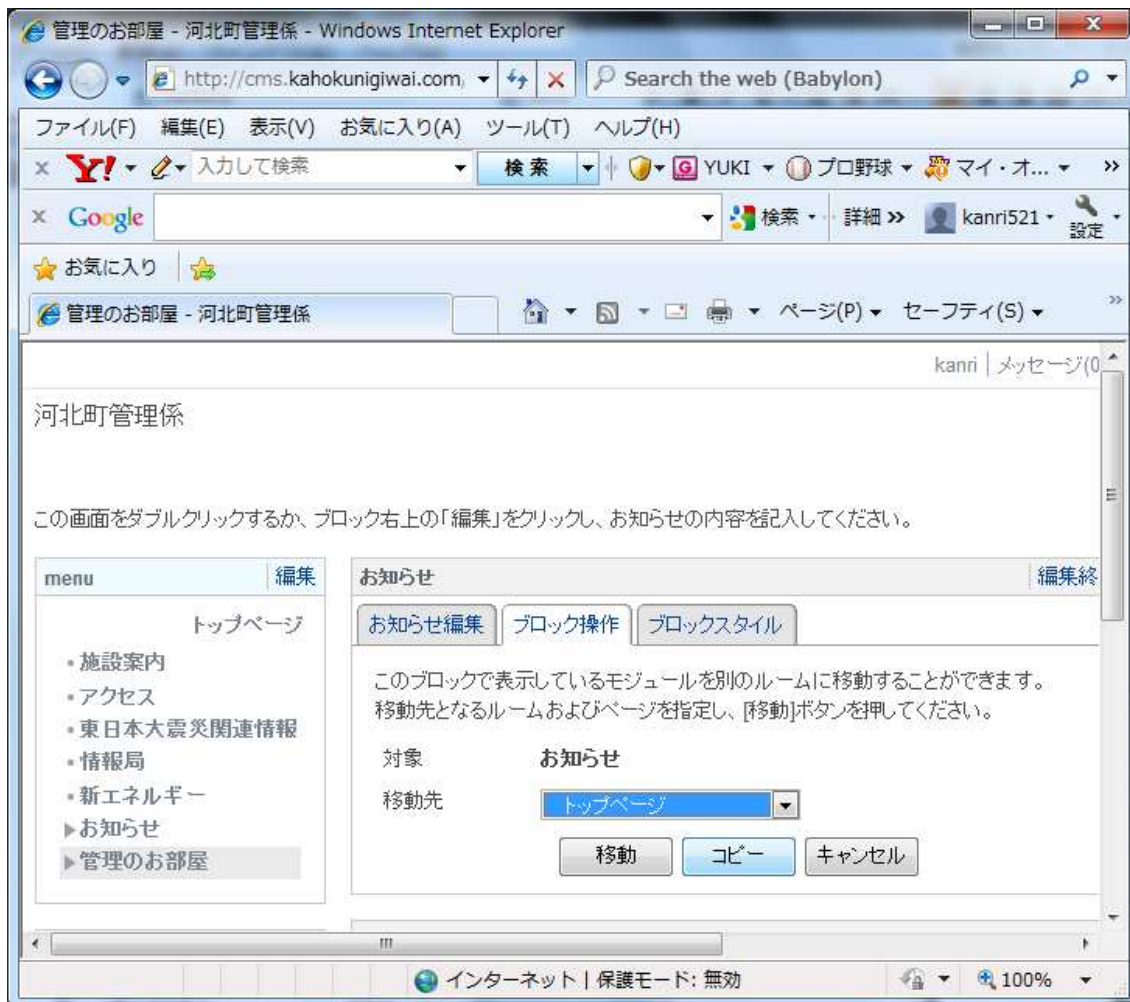 管理のお部屋 - 河北町管理係 - Windows Internet Explorer
http://cms.kahokunigiwai.com, Search the web (Babylon)
ファイル(F) 編集(E) 表示(V) お気に入り(A) ツール(T) ヘルプ(H)
x Y! 入力して検索 検索 G YUKI プロ野球 マイ・オ... »
x Google 検索 詳細 » kanri521 設定
お気に入り
管理のお部屋 - 河北町管理係 ページ(P) セーフティ(S) »
kanri | メッセージ(0
河北町管理係
この画面をダブルクリックするか、ブロック右上の「編集」をクリックし、お知らせの内容を記入してください。
menu 編集
トップページ
・施設案内
・アクセス
・東日本大震災関連情報
・情報局
・新エネルギー
▶お知らせ
▶管理のお部屋
お知らせ 編集終
お知らせ編集 ブロック操作 ブロックスタイル
このブロックで表示しているモジュールを別のルームに移動することができます。
移動先となるルームおよびページを指定し、[移動]ボタンを押してください。
対象 お知らせ
移動先 トップページ
移動 コピー キャンセル
インターネット | 保護モード: 無効 100%